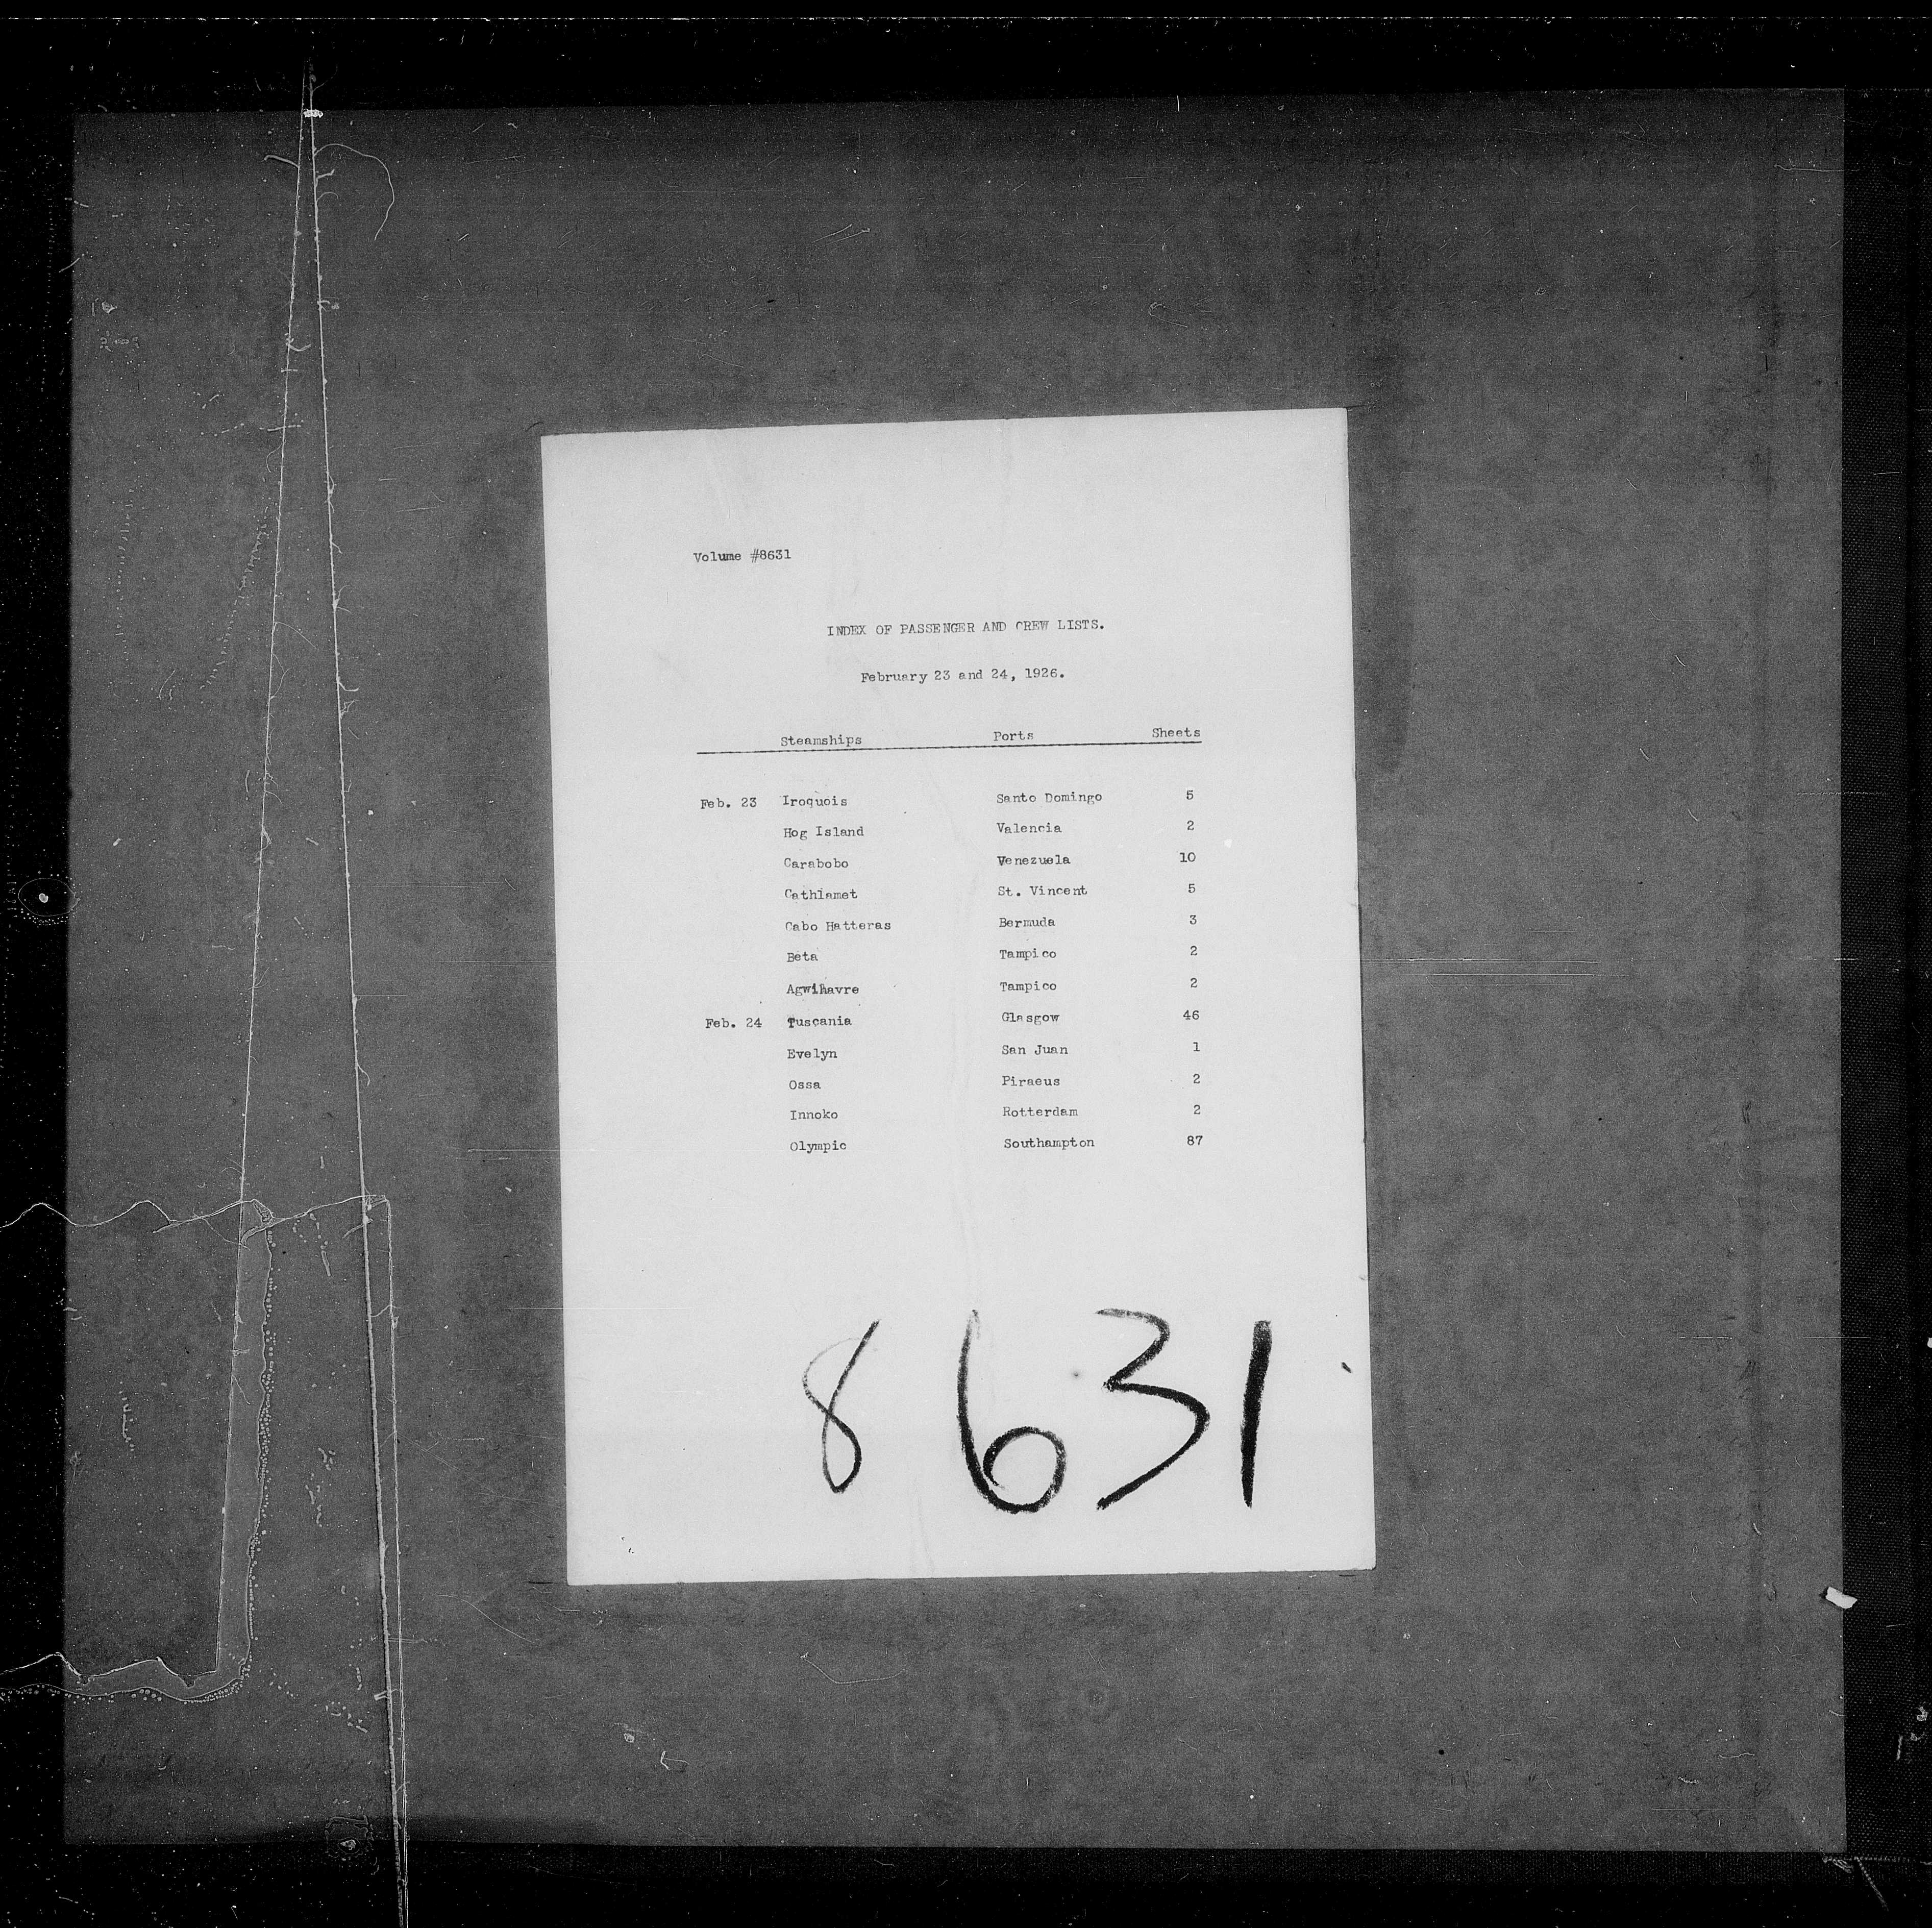 Volume #8631
INDEX OF PASSENGER AND CREW LISTS.
February 23 and 24, 1926.
Steamships Ports Sheets
Feb. 23 Iroquois Santo Domingo 5
Hog Island Valencia 2
Carabobo Venezuela 10
Cathlamet St. Vincent 5
Cabo Hatteras Bermuda 3
Beta Tampico 2
Agwihavre Tampico 2
Feb. 24 Tuscania Glasgow 46
Evelyn San Juan 1
Ossa Piraeus 2
Innoko Rotterdam 2
Olympic Southampton 87
8631